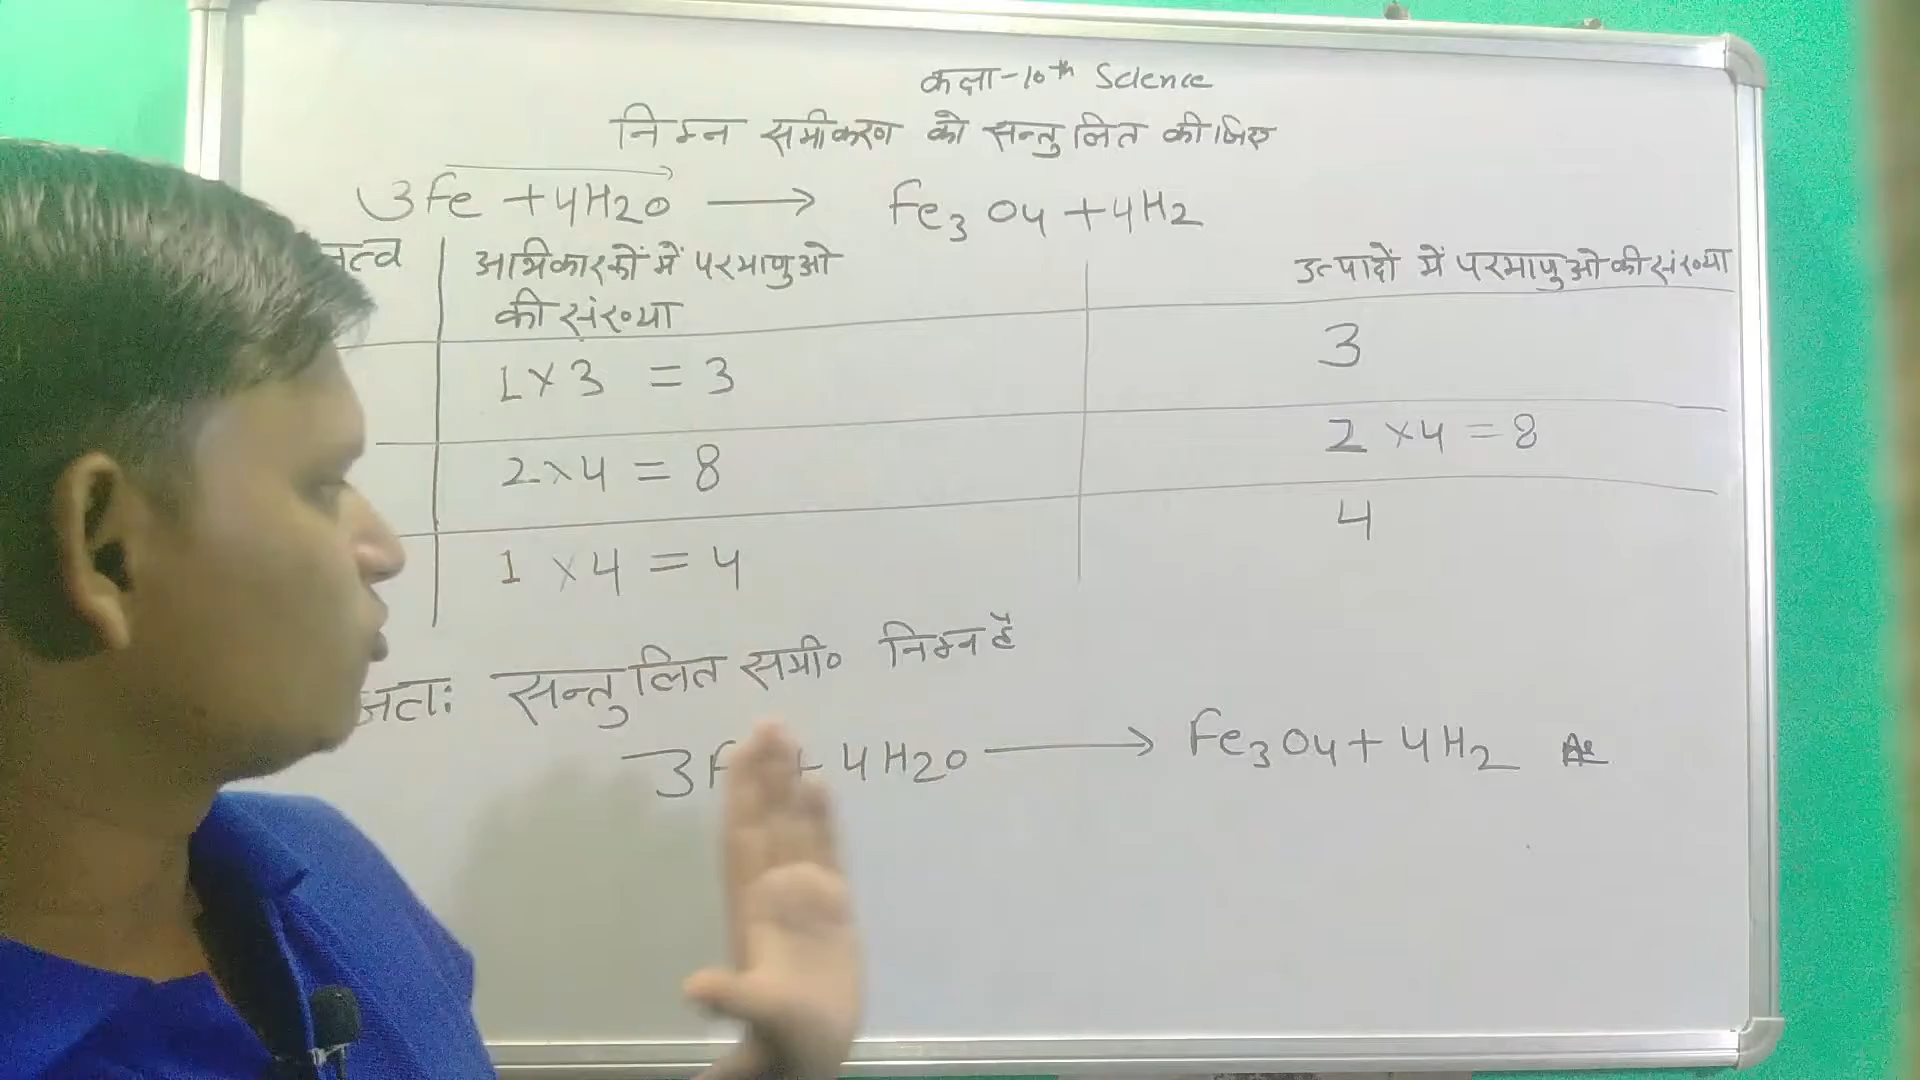 कक्षा-10th Science
निम्न समीकरण को सन्तुलित कीजिए
3Fe + 4H2O → Fe3O4 + 4H2
तत्व अभिकारकों में परमाणुओ की संख्या उत्पादों में परमाणुओ की संख्या
1 × 3 = 3 3
2 × 4 = 8 2 × 4 = 8
1 × 4 = 4 4
अतः सन्तुलित समी० निम्न है
3F + 4H2O → Fe3O4 + 4H2